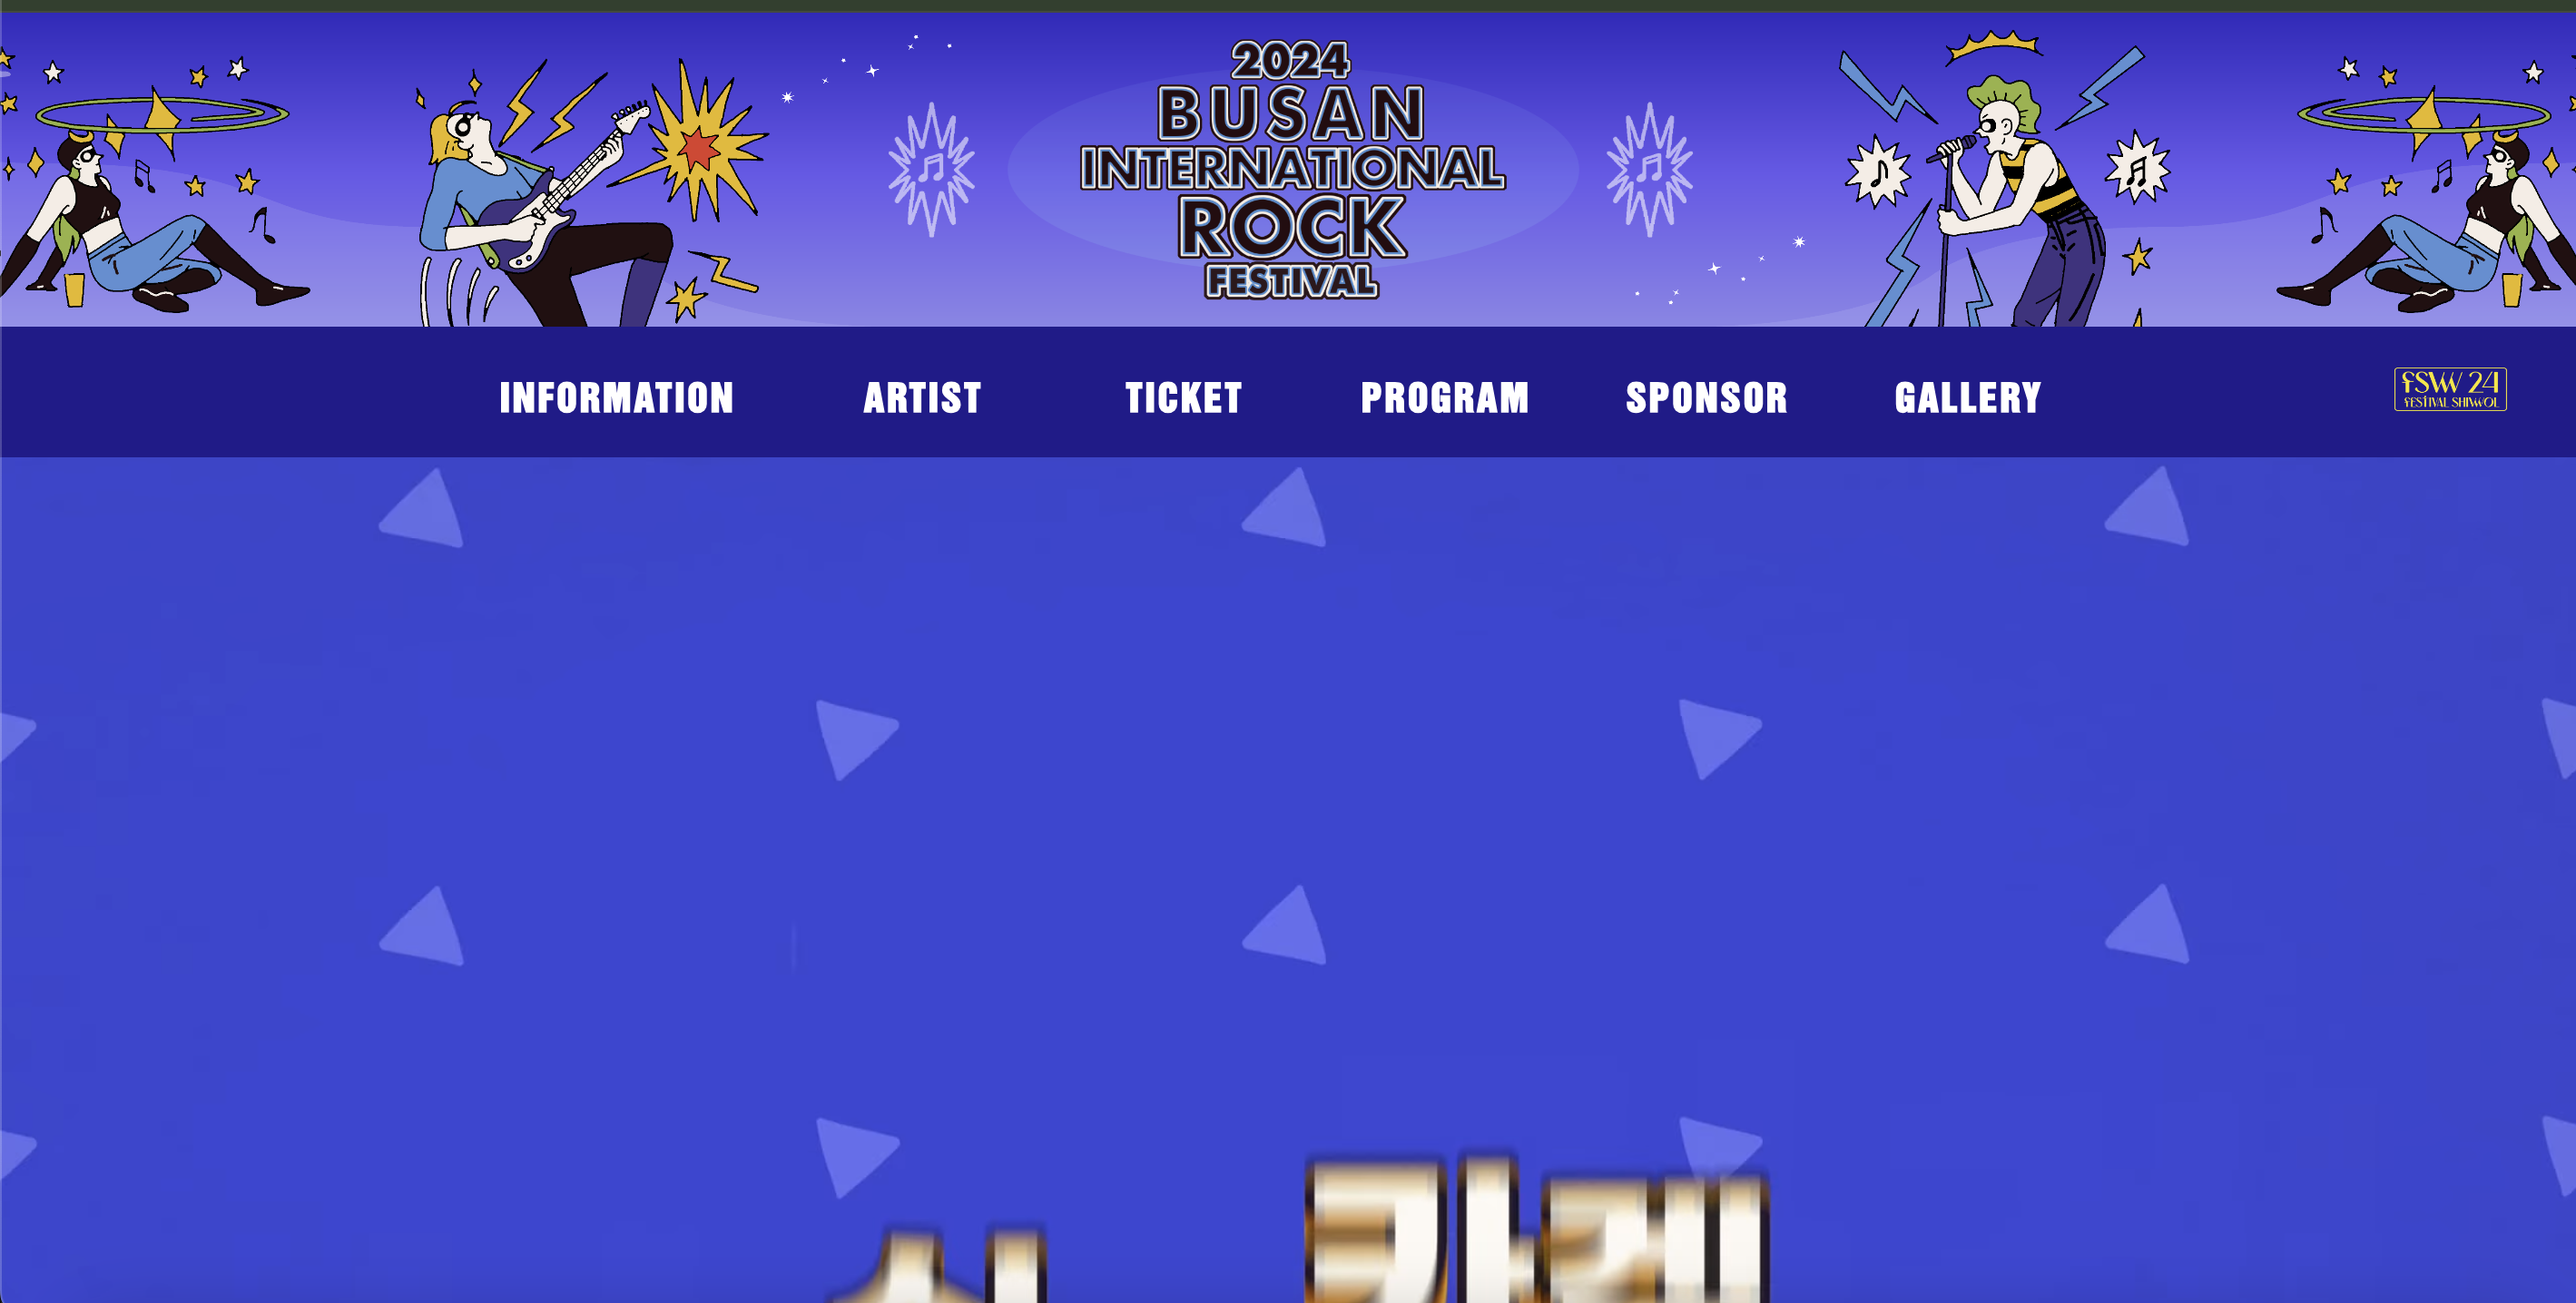 2024
BUSAN
INTERNATIONAL
ROCK
FESTIVAL
INFORMATION ARTIST TICKET PROGRAM SPONSOR GALLERY
FSW 24
FESTIVAL SHIWOL